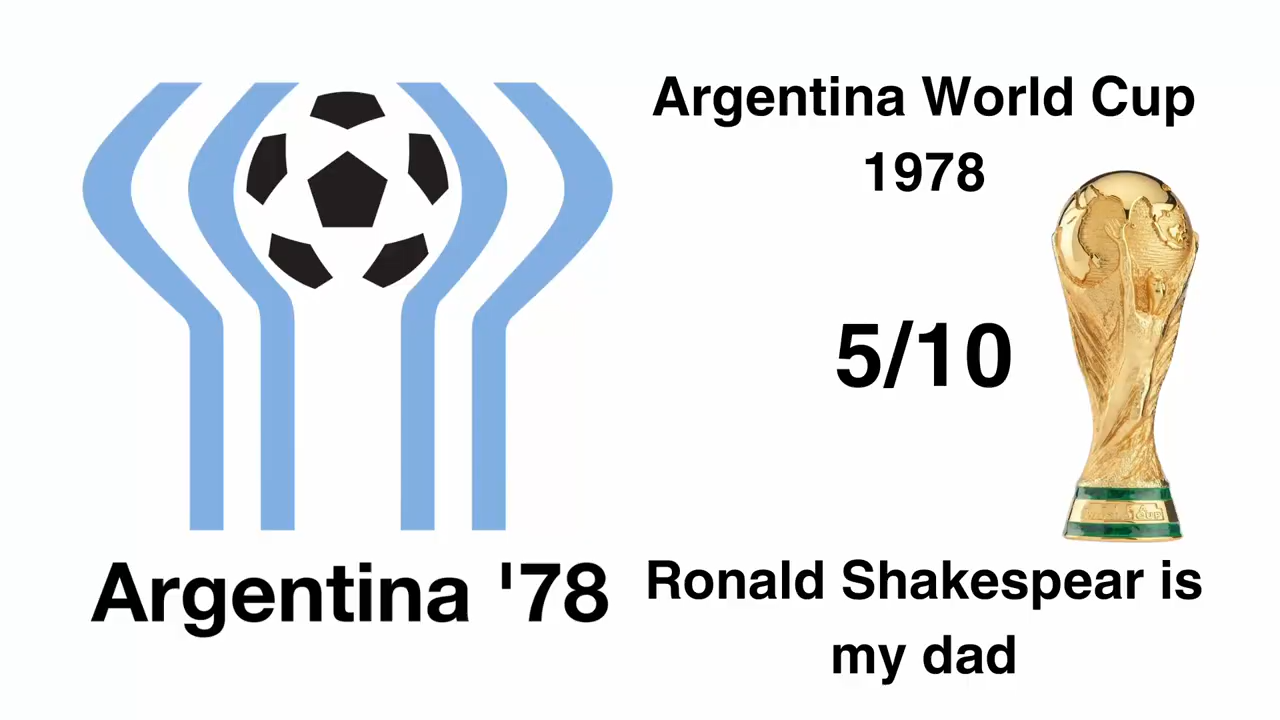 Argentina World Cup
1978
5/10
Argentina '78
Ronald Shakespear is
my dad